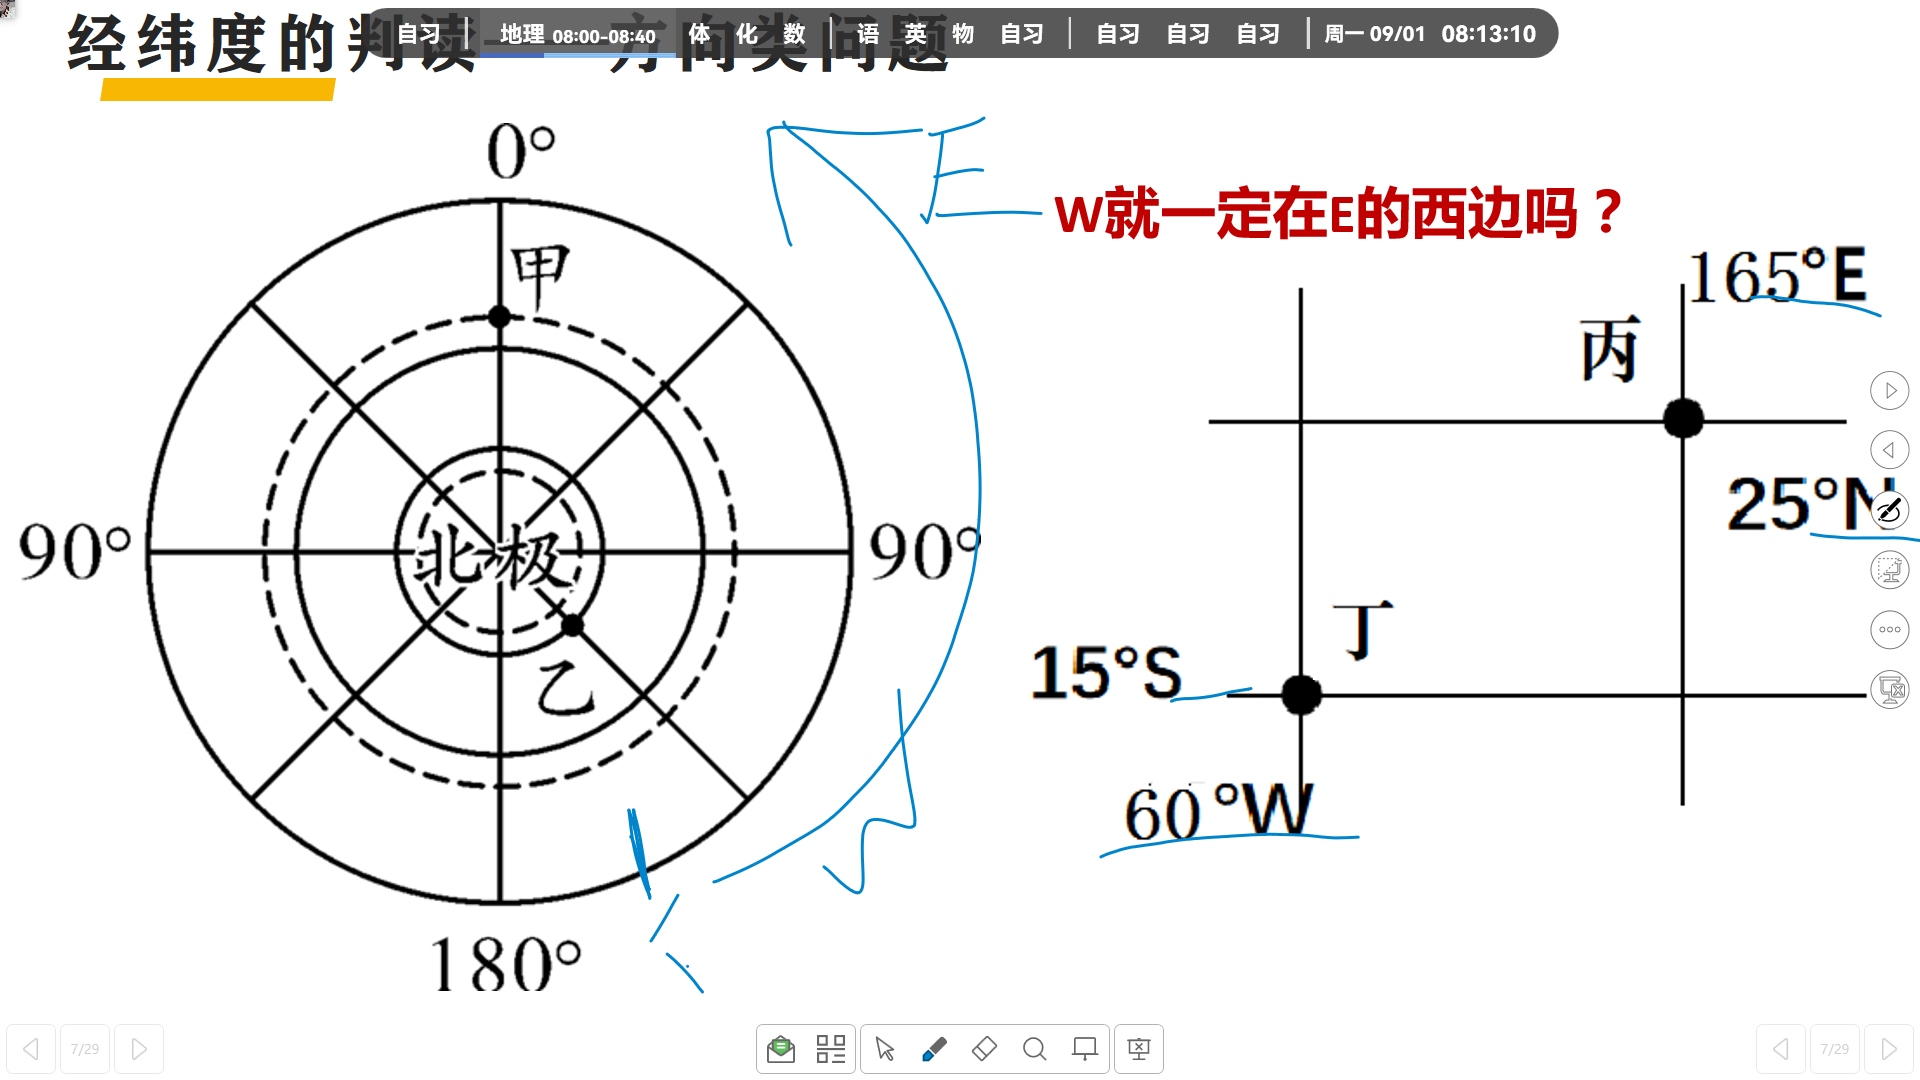 经纬度的判读——方向类问题
自习 | 地理 08:00-08:40 体 化 数 | 语 英 物 自习 | 自习 自习 自习 | 周一 09/01 08:13:10
0°
E
W就一定在E的西边吗？
甲
165°E
丙
90°
北极
90°
25°N
乙
丁
15°S
60°W
180°
7/29
7/29